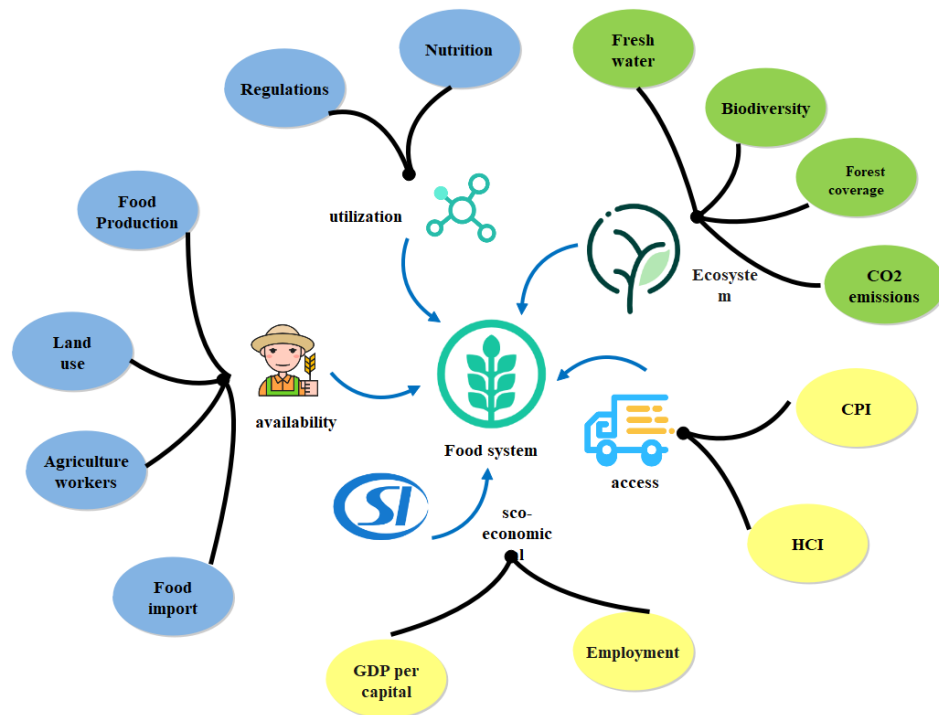 Nutrition
Regulations
Fresh
water
Biodiversity
Forest
coverage
CO2
emissions
Food
Production
utilization
Ecosyste
m
Land
use
availability
Food system
access
CPI
Agriculture
workers
SI
sco-
economic
al
HCI
Food
import
GDP per
capital
Employment